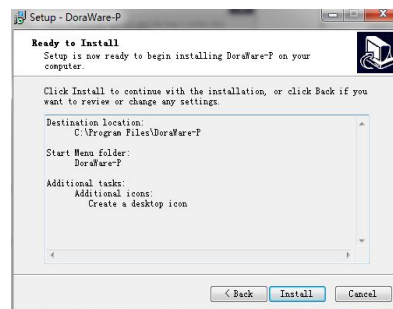 Setup - DoraWare-P
Ready to Install
Setup is now ready to begin installing DoraWare-P on your
computer.
Click Install to continue with the installation, or click Back if you
want to review or change any settings.
Destination location:
C:\Program Files\DoraWare-P
Start Menu folder:
DoraWare-P
Additional tasks:
Additional icons:
Create a desktop icon
< Back
Install
Cancel